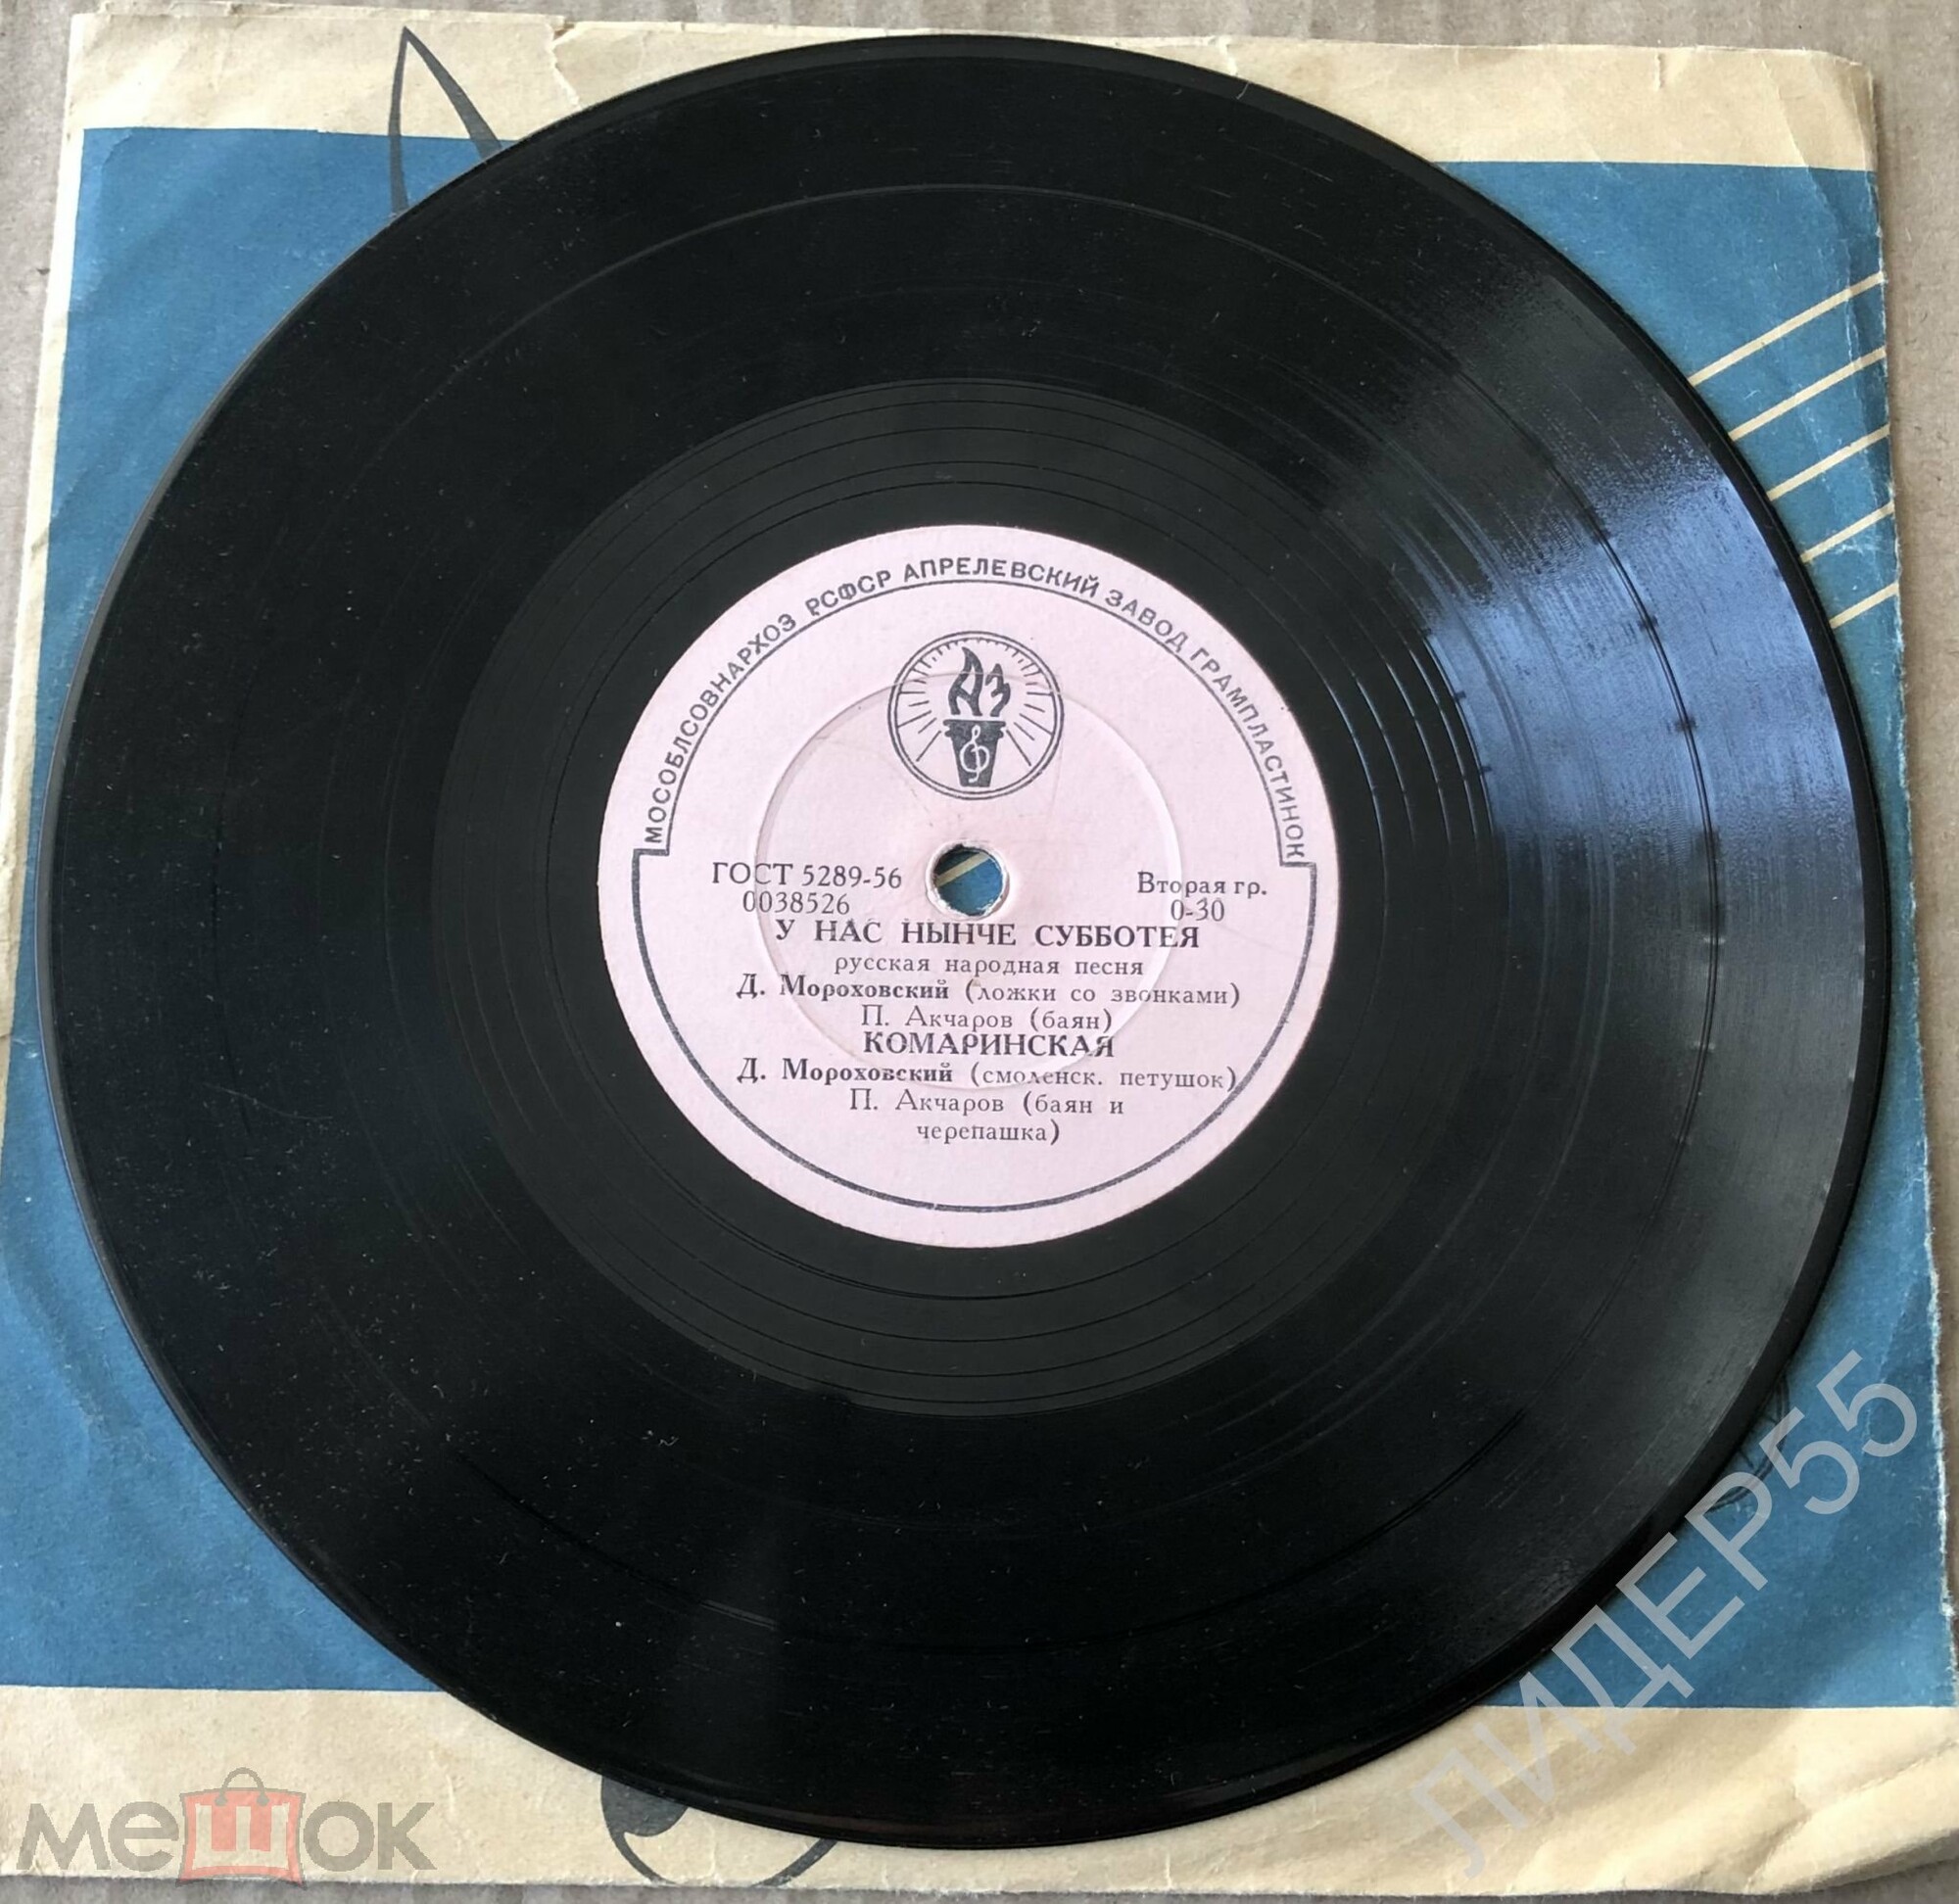 МОСОБЛСОВНАРХОЗ РСФСР АПРЕЛЕВСКИЙ ЗАВОД ГРАМПЛАСТИНОК
АЗ
ГОСТ 5289-56
0038526
Вторая гр.
0-30
У НАС НЫНЧЕ СУББОТЕЯ
русская народная песня
Д. Мороховский (ложки со звонками)
П. Акчаров (баян)
КОМАРИНСКАЯ
Д. Мороховский (смоленск. петушок)
П. Акчаров (баян и
черепашка)
ЛИДЕР55
мешок